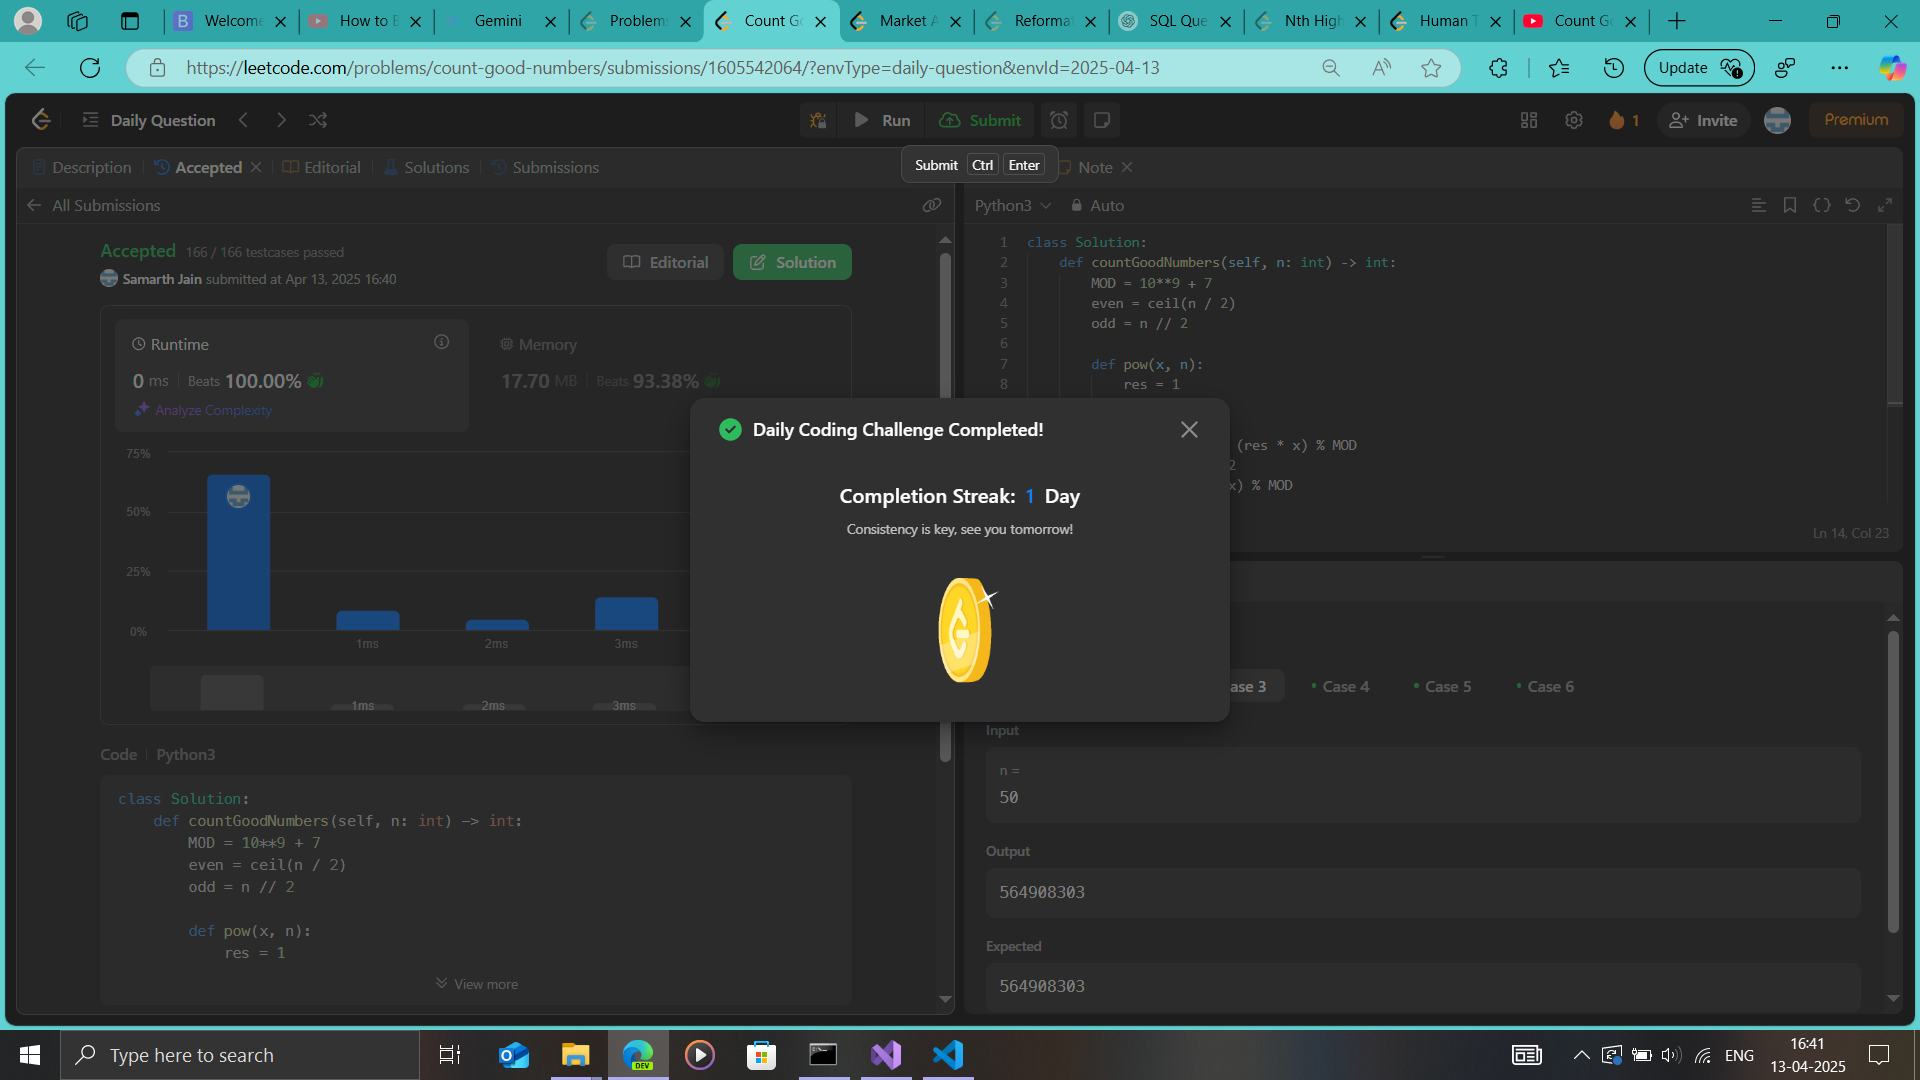 Welcome
How to B
Gemini
Problems
Count Go
Market A
Reformat
SQL Que
Nth High
Human T
Count Go
https://leetcode.com/problems/count-good-numbers/submissions/1605542064/?envType=daily-question&envId=2025-04-13
Update
Daily Question
Run
Submit
1
Invite
Premium
Description
Accepted
Editorial
Solutions
Submissions
Submit Ctrl Enter
Note
All Submissions
Python3
Auto
Accepted 166 / 166 testcases passed
Samarth Jain submitted at Apr 13, 2025 16:40
Editorial
Solution
Runtime
0 ms Beats 100.00%
Analyze Complexity
Memory
17.70 MB Beats 93.38%
75%
50%
25%
0%
1ms
2ms
3ms
1ms
2ms
3ms
Code
Python3
class Solution:
def countGoodNumbers(self, n: int) -> int:
MOD = 10**9 + 7
even = ceil(n / 2)
odd = n // 2
def pow(x, n):
res = 1
View more
1 class Solution:
2 def countGoodNumbers(self, n: int) -> int:
3 MOD = 10**9 + 7
4 even = ceil(n / 2)
5 odd = n // 2
6
7 def pow(x, n):
8 res = 1
(res * x) % MOD
2
x) % MOD
Ln 14, Col 23
Daily Coding Challenge Completed!
Completion Streak: 1 Day
Consistency is key, see you tomorrow!
ase 3
Case 4
Case 5
Case 6
Input
n =
50
Output
564908303
Expected
564908303
Type here to search
DEV
ENG
16:41
13-04-2025